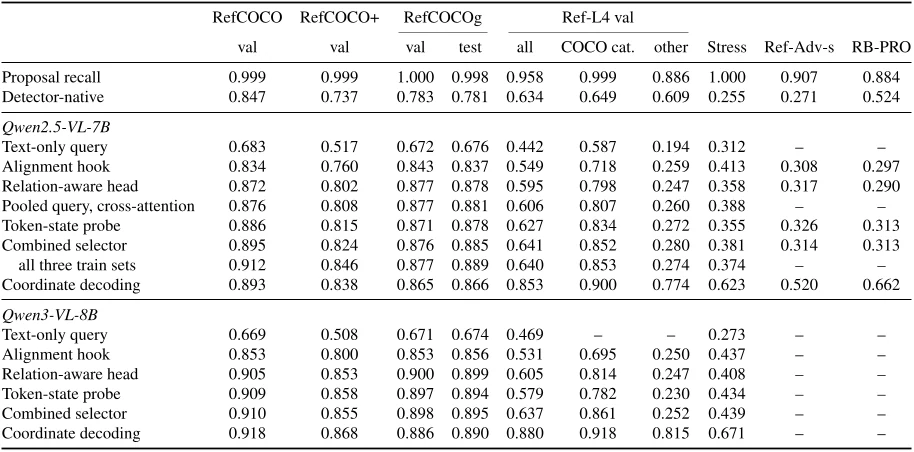 RefCOCO RefCOCO+ RefCOCOg Ref-L4 val
val val val test all COCO cat. other Stress Ref-Adv-s RB-PRO
Proposal recall 0.999 0.999 1.000 0.998 0.958 0.999 0.886 1.000 0.907 0.884
Detector-native 0.847 0.737 0.783 0.781 0.634 0.649 0.609 0.255 0.271 0.524
Qwen2.5-VL-7B
Text-only query 0.683 0.517 0.672 0.676 0.442 0.587 0.194 0.312 – –
Alignment hook 0.834 0.760 0.843 0.837 0.549 0.718 0.259 0.413 0.308 0.297
Relation-aware head 0.872 0.802 0.877 0.878 0.595 0.798 0.247 0.358 0.317 0.290
Pooled query, cross-attention 0.876 0.808 0.877 0.881 0.606 0.807 0.260 0.388 – –
Token-state probe 0.886 0.815 0.871 0.878 0.627 0.834 0.272 0.355 0.326 0.313
Combined selector 0.895 0.824 0.876 0.885 0.641 0.852 0.280 0.381 0.314 0.313
all three train sets 0.912 0.846 0.877 0.889 0.640 0.853 0.274 0.374 – –
Coordinate decoding 0.893 0.838 0.865 0.866 0.853 0.900 0.774 0.623 0.520 0.662
Qwen3-VL-8B
Text-only query 0.669 0.508 0.671 0.674 0.469 – – 0.273 – –
Alignment hook 0.853 0.800 0.853 0.856 0.531 0.695 0.250 0.437 – –
Relation-aware head 0.905 0.853 0.900 0.899 0.605 0.814 0.247 0.408 – –
Token-state probe 0.909 0.858 0.897 0.894 0.579 0.782 0.230 0.434 – –
Combined selector 0.910 0.855 0.898 0.895 0.637 0.861 0.252 0.439 – –
Coordinate decoding 0.918 0.868 0.886 0.890 0.880 0.918 0.815 0.671 – –